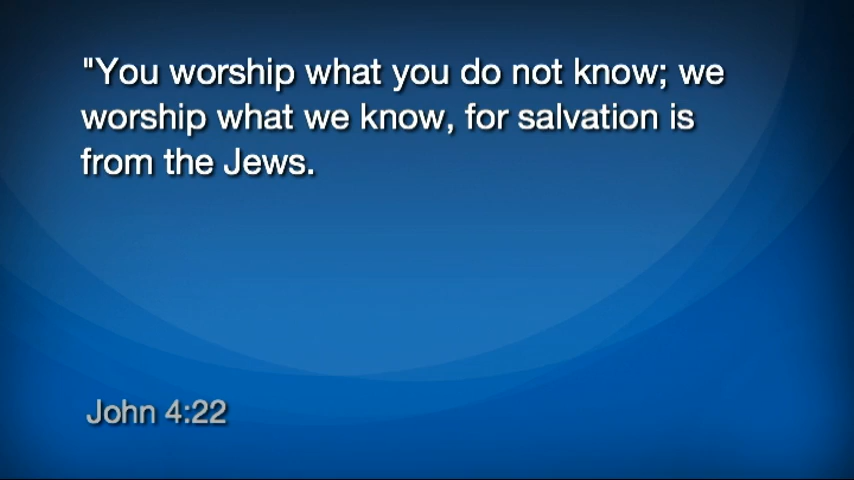 "You worship what you do not know; we
worship what we know, for salvation is
from the Jews.
John 4:22